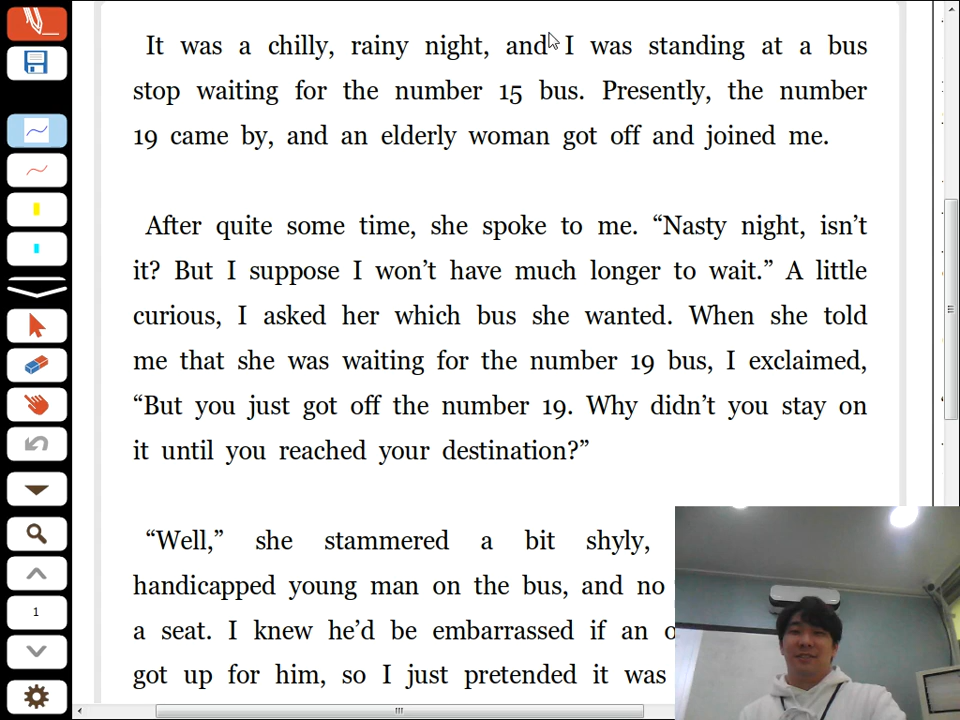 It was a chilly, rainy night, and I was standing at a bus
stop waiting for the number 15 bus. Presently, the number
19 came by, and an elderly woman got off and joined me.
After quite some time, she spoke to me. “Nasty night, isn’t
it? But I suppose I won’t have much longer to wait.” A little
curious, I asked her which bus she wanted. When she told
me that she was waiting for the number 19 bus, I exclaimed,
“But you just got off the number 19. Why didn’t you stay on
it until you reached your destination?”
“Well,” she stammered a bit shyly,
handicapped young man on the bus, and no
a seat. I knew he’d be embarrassed if an
got up for him, so I just pretended it was
1